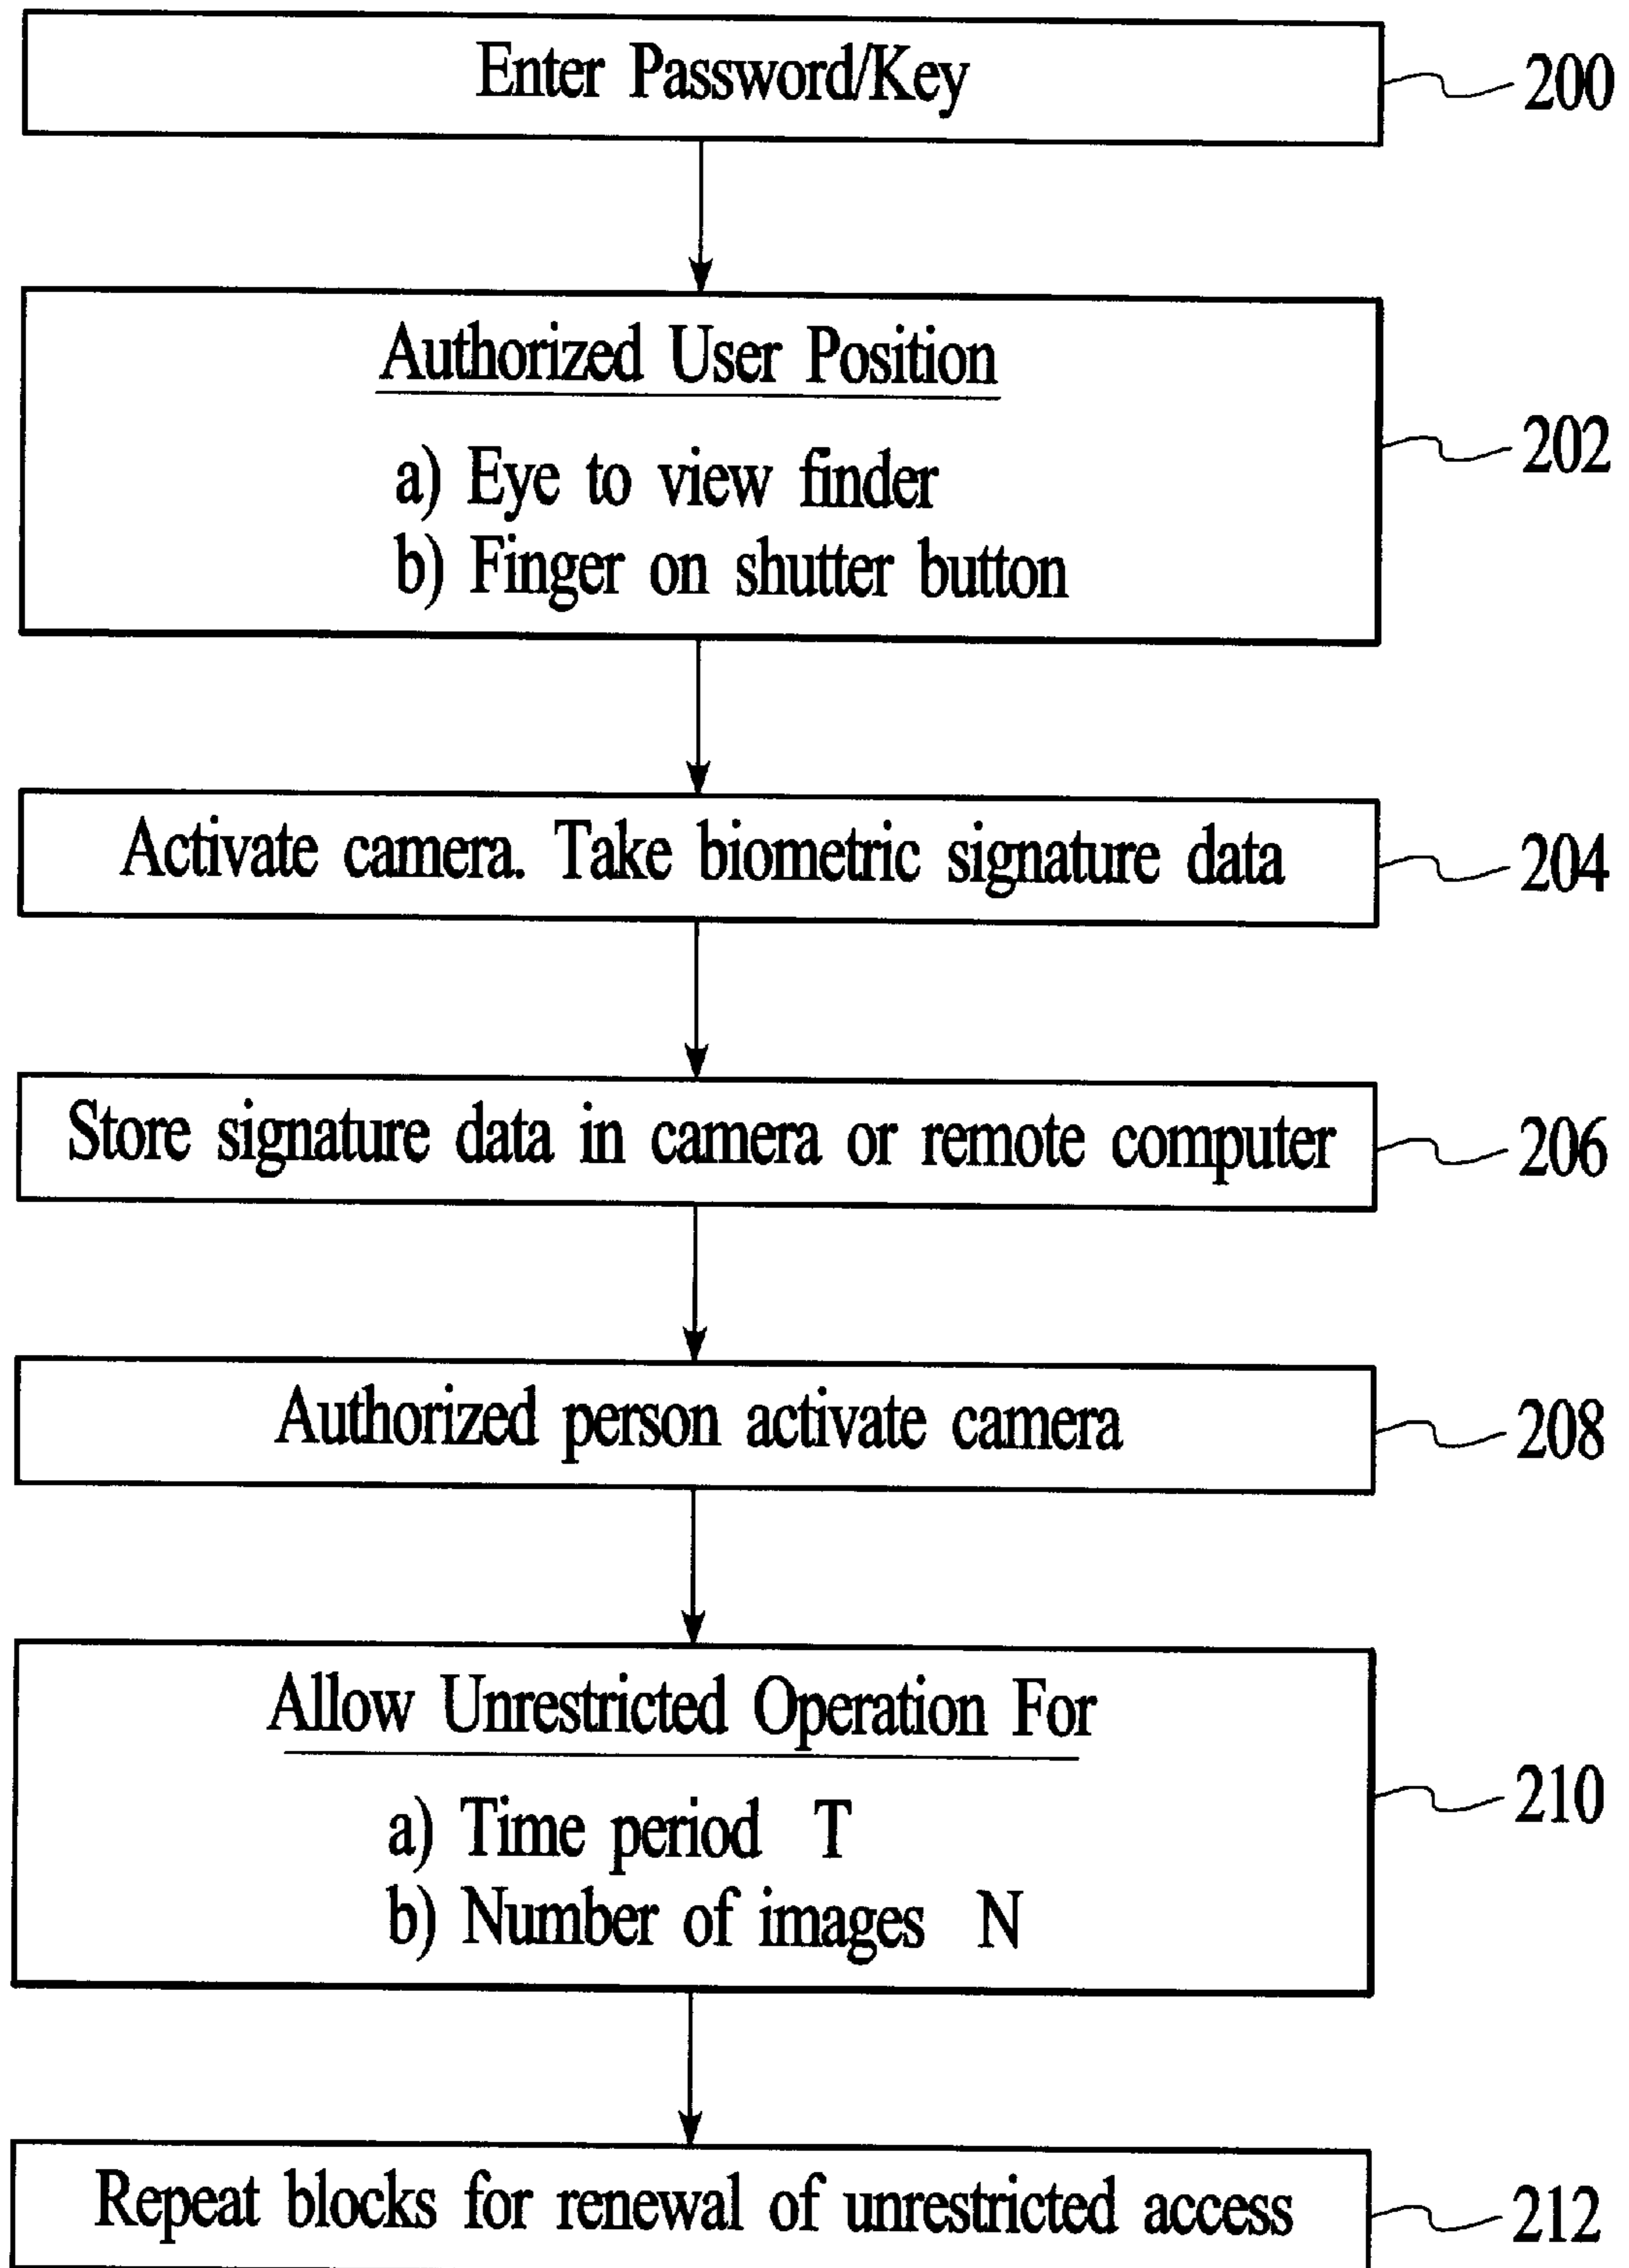 Enter Password/Key
200
Authorized User Position
a) Eye to view finder
b) Finger on shutter button
202
Activate camera. Take biometric signature data
204
Store signature data in camera or remote computer
206
Authorized person activate camera
208
Allow Unrestricted Operation For
a) Time period T
b) Number of images N
210
Repeat blocks for renewal of unrestricted access
212